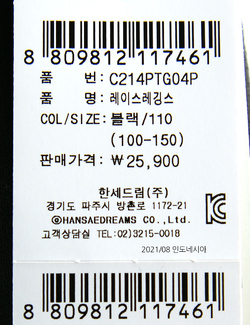 8 809812 117461
품 번: C214PTG04P
품 명: 레이스레깅스
COL/SIZE: 블랙/110
(100-150)
판매가격: ₩25,900
한세드림(주)
경기도 파주시 방촌로 1172-21
ⓒHANSAEDREAMS CO.,Ltd.
고객상담실 TEL:02)3215-0018
2021/08 인도네시아
8 809812 117461